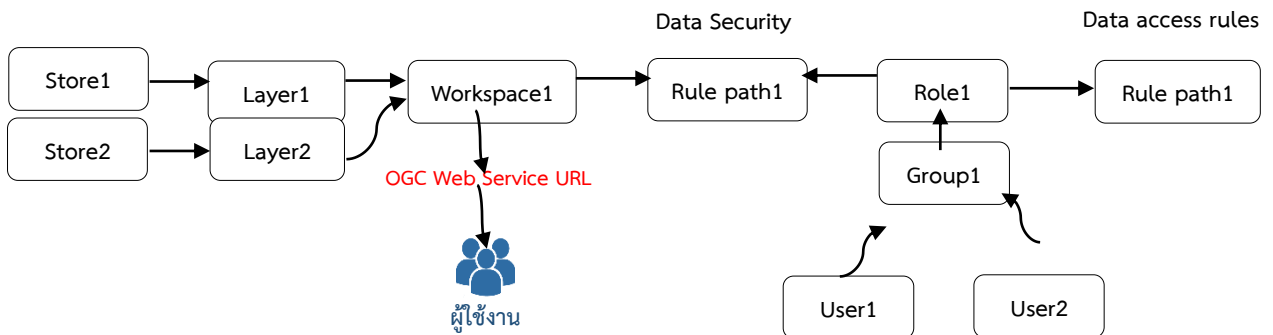 Data Security
Data access rules
Store1
Layer1
Workspace1
Rule path1
Role1
Rule path1
Store2
Layer2
OGC Web Service URL
Group1
ผู้ใช้งาน
User1
User2